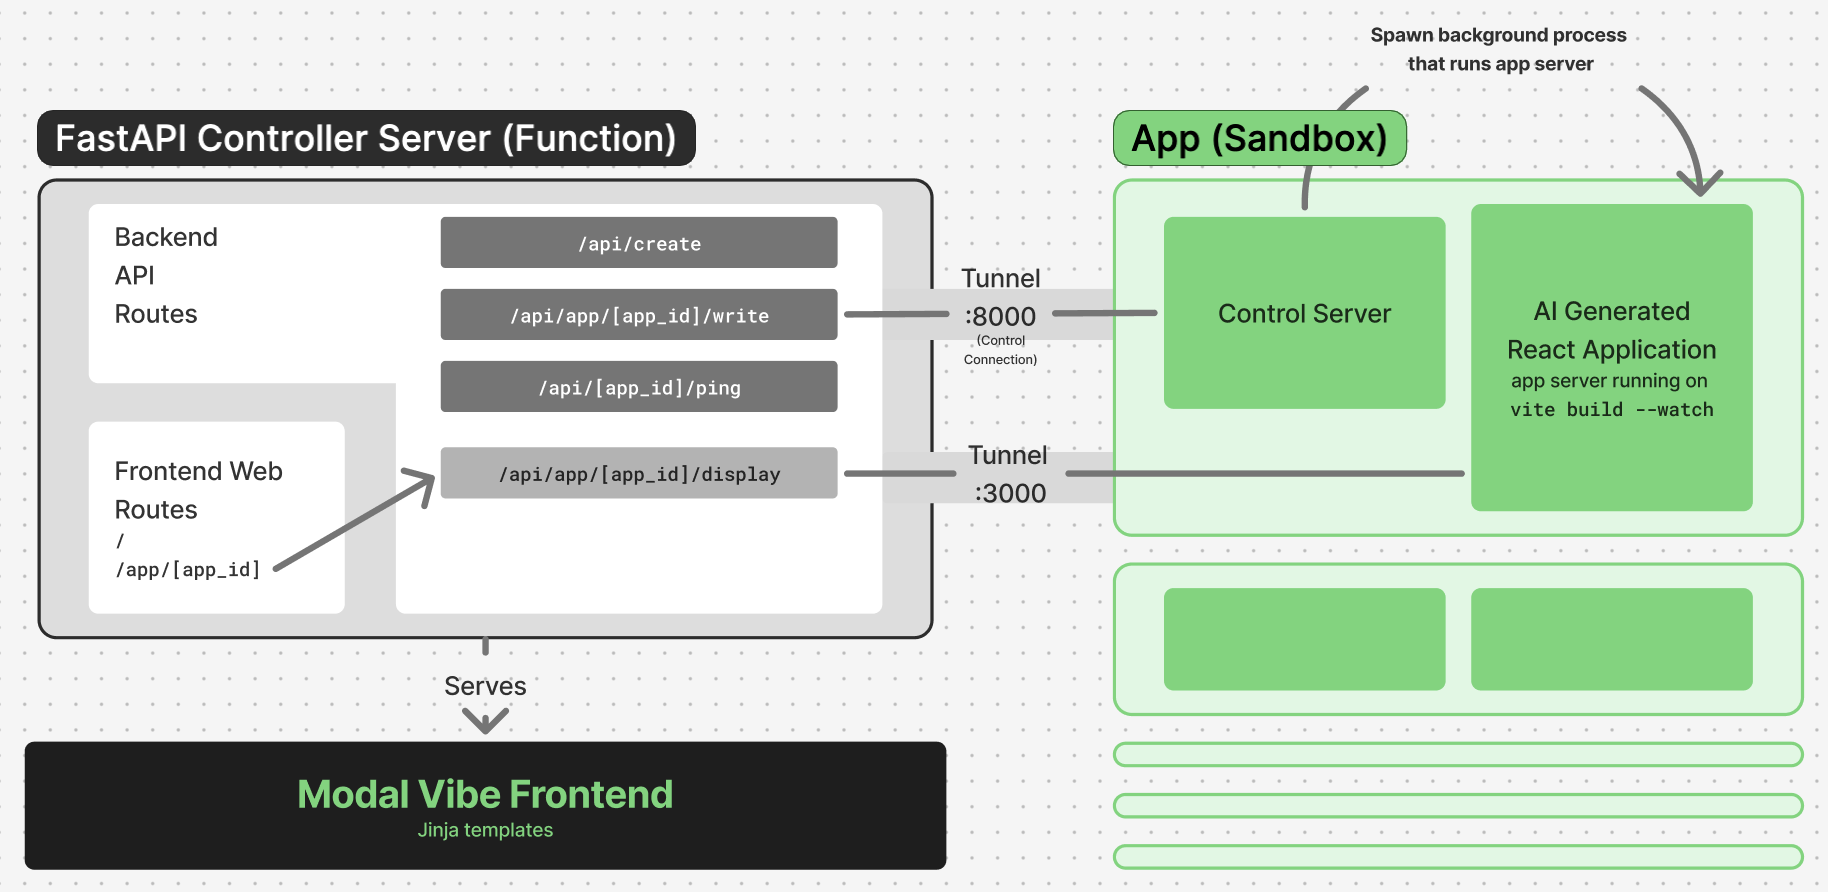 Spawn background process
that runs app server
FastAPI Controller Server (Function)
App (Sandbox)
Backend
API
Routes
/api/create
/api/app/[app_id]/write
/api/[app_id]/ping
/api/app/[app_id]/display
Frontend Web
Routes
/
/app/[app_id]
Tunnel
:8000
(Control
Connection)
Tunnel
:3000
Control Server
AI Generated
React Application
app server running on
vite build --watch
Serves
Modal Vibe Frontend
Jinja templates